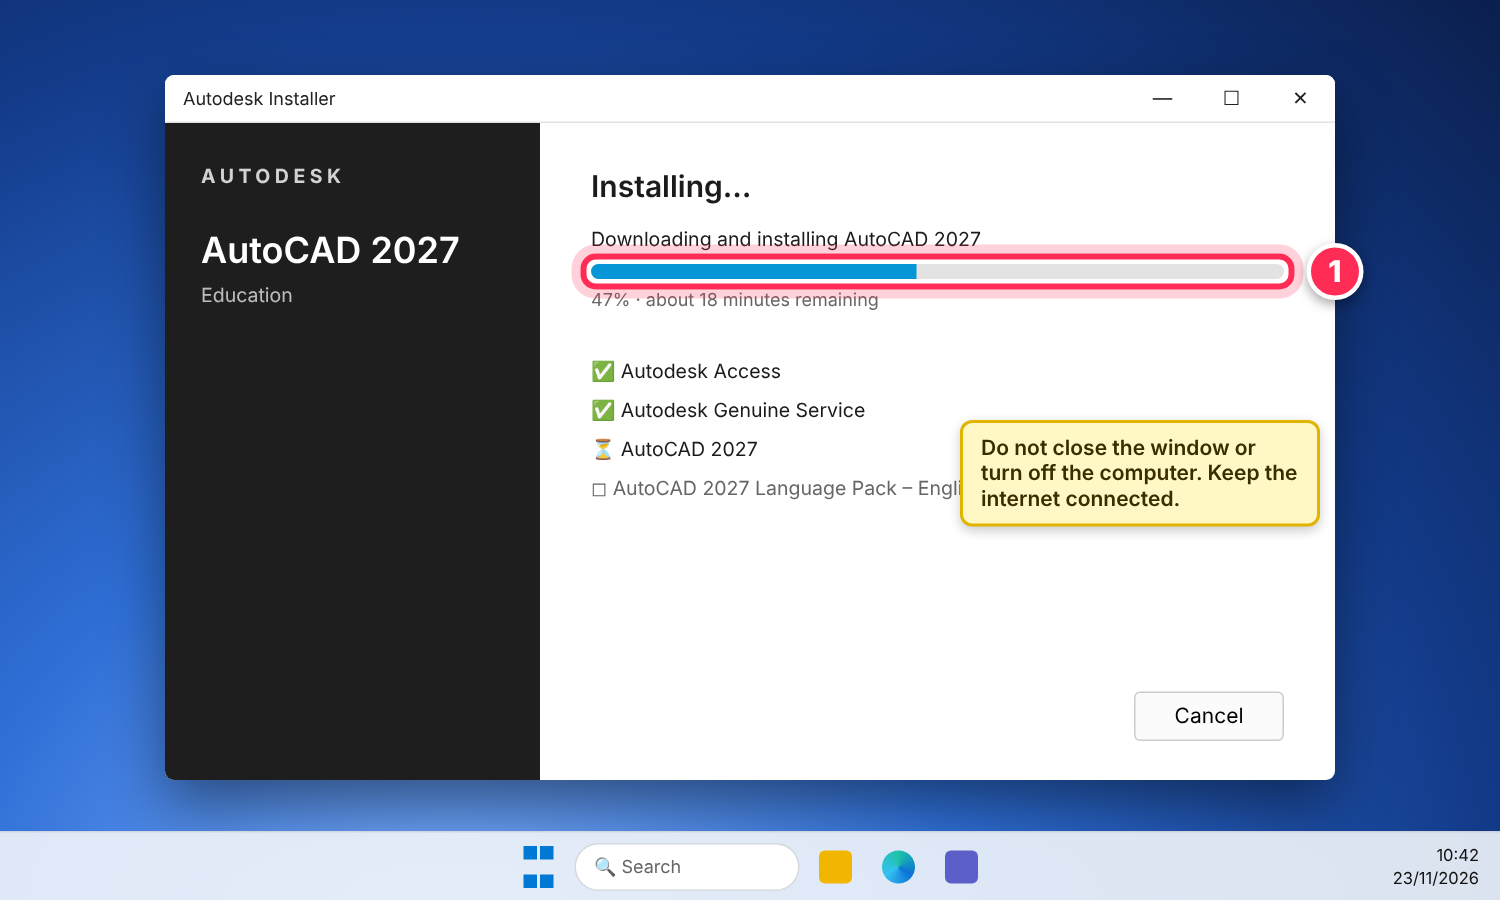 Autodesk Installer
AUTODESK
AutoCAD 2027
Education
Installing...
Downloading and installing AutoCAD 2027
1
47% · about 18 minutes remaining
Autodesk Access
Autodesk Genuine Service
AutoCAD 2027
AutoCAD 2027 Language Pack –
Do not close the window or
turn off the computer. Keep the
internet connected.
Cancel
Search
10:42
23/11/2026